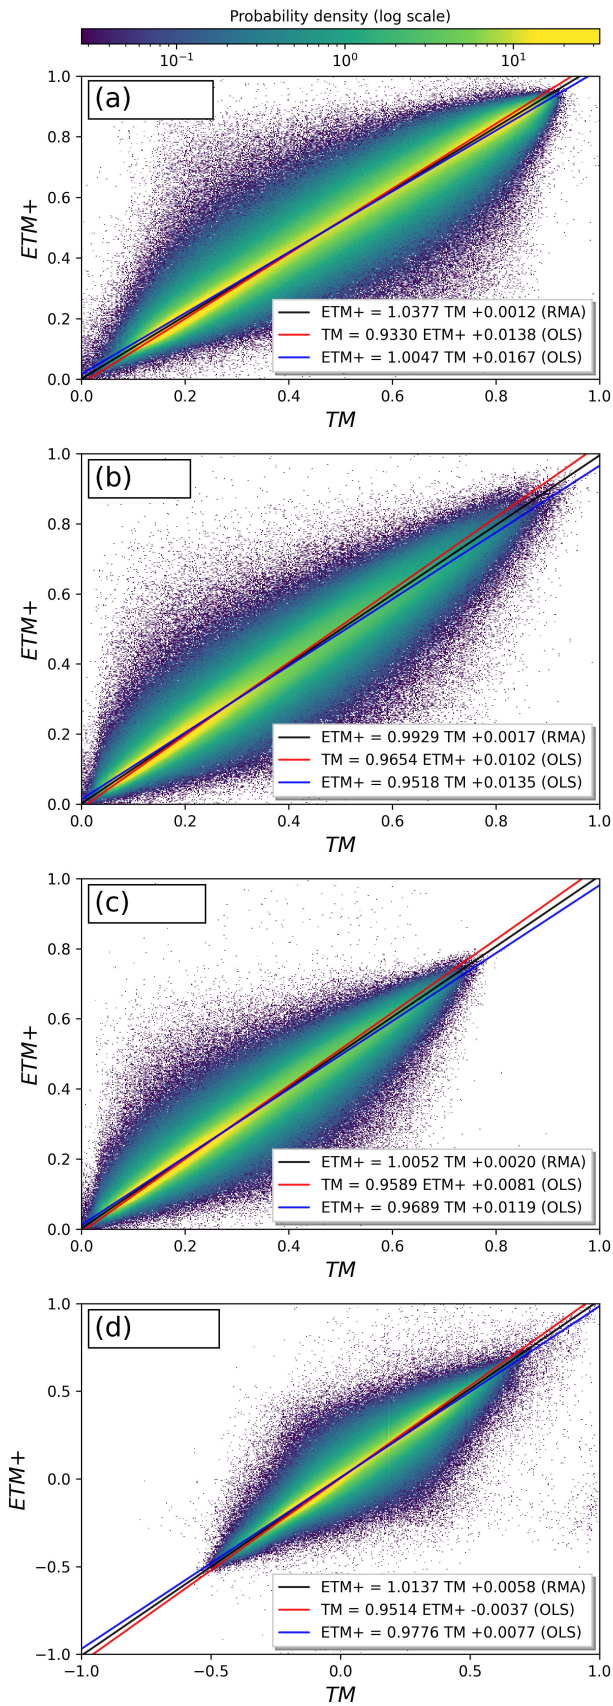 Probability density (log scale)
10⁻¹ 10⁰ 10¹
(a)
1.0
0.8
0.6
0.4
0.2
0.0
ETM+
ETM+ = 1.0377 TM +0.0012 (RMA)
TM = 0.9330 ETM+ +0.0138 (OLS)
ETM+ = 1.0047 TM +0.0167 (OLS)
0.0 0.2 0.4 0.6 0.8 1.0
TM
(b)
1.0
0.8
0.6
0.4
0.2
0.0
ETM+
ETM+ = 0.9929 TM +0.0017 (RMA)
TM = 0.9654 ETM+ +0.0102 (OLS)
ETM+ = 0.9518 TM +0.0135 (OLS)
0.0 0.2 0.4 0.6 0.8 1.0
TM
(c)
1.0
0.8
0.6
0.4
0.2
0.0
ETM+
ETM+ = 1.0052 TM +0.0020 (RMA)
TM = 0.9589 ETM+ +0.0081 (OLS)
ETM+ = 0.9689 TM +0.0119 (OLS)
0.0 0.2 0.4 0.6 0.8 1.0
TM
(d)
1.0
0.5
0.0
−0.5
−1.0
ETM+
ETM+ = 1.0137 TM +0.0058 (RMA)
TM = 0.9514 ETM+ -0.0037 (OLS)
ETM+ = 0.9776 TM +0.0077 (OLS)
−1.0 −0.5 0.0 0.5 1.0
TM